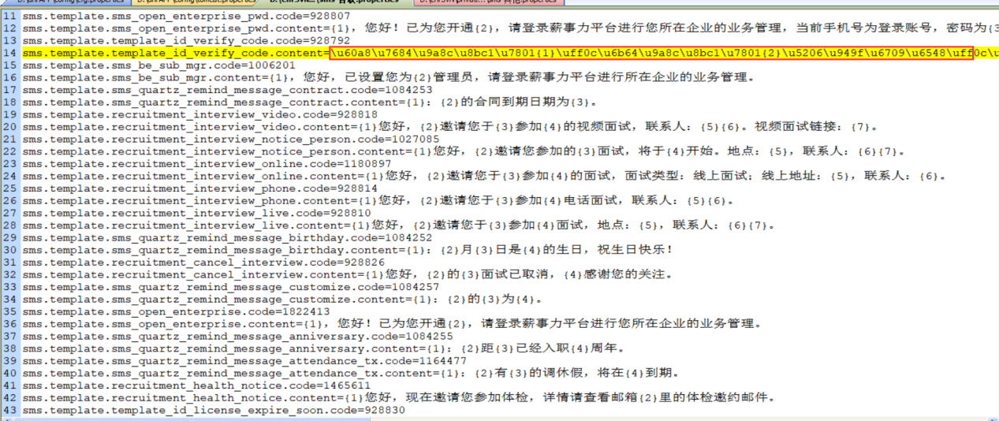 11 sms.template.sms_open_enterprise_pwd.code=928807
12 sms.template.sms_open_enterprise_pwd.content={1}，您好！已为您开通{2}，请登录薪事力平台进行您所在企业的业务管理，当前手机号为登录账号，密码为{3
13 sms.template.template_id_verify_code.code=928792
14 sms.template.template_id_verify_code.content=\u60a8\u7684\u9a8c\u8bc1\u7801{1}\uff0c\u6b64\u9a8c\u8bc1\u7801{2}\u5206\u949f\u6709\u6548\uff0c\u
15 sms.template.sms_be_sub_mgr.code=1006201
16 sms.template.sms_be_sub_mgr.content={1}，您好，已设置您为{2}管理员，请登录薪事力平台进行所在企业的业务管理。
17 sms.template.sms_quartz_remind_message_contract.code=1084253
18 sms.template.sms_quartz_remind_message_contract.content={1}：{2}的合同到期日期为{3}。
19 sms.template.recruitment_interview_video.code=928818
20 sms.template.recruitment_interview_video.content={1}您好，{2}邀请您于{3}参加{4}的视频面试，联系人：{5}{6}。视频面试链接：{7}。
21 sms.template.recruitment_interview_notice_person.code=1027085
22 sms.template.recruitment_interview_notice_person.content={1}您好，{2}邀请您参加的{3}面试，将于{4}开始。地点：{5}，联系人：{6}{7}。
23 sms.template.recruitment_interview_online.code=1180897
24 sms.template.recruitment_interview_online.content={1}您好，{2}邀请您于{3}参加{4}的面试，面试类型：线上面试；线上地址：{5}，联系人：{6}。
25 sms.template.recruitment_interview_phone.code=928814
26 sms.template.recruitment_interview_phone.content={1}您好，{2}邀请您于{3}参加{4}电话面试，联系人：{5}{6}。
27 sms.template.recruitment_interview_live.code=928810
28 sms.template.recruitment_interview_live.content={1}您好，{2}邀请您于{3}参加{4}面试，地点：{5}，联系人：{6}{7}。
29 sms.template.sms_quartz_remind_message_birthday.code=1084252
30 sms.template.sms_quartz_remind_message_birthday.content={1}：{2}月{3}日是{4}的生日，祝生日快乐！
31 sms.template.recruitment_cancel_interview.code=928826
32 sms.template.recruitment_cancel_interview.content={1}您好，{2}的{3}面试已取消，{4}感谢您的关注。
33 sms.template.sms_quartz_remind_message_customize.code=1084257
34 sms.template.sms_quartz_remind_message_customize.content={1}：{2}的{3}为{4}。
35 sms.template.sms_open_enterprise.code=1822413
36 sms.template.sms_open_enterprise.content={1}，您好！已为您开通{2}，请登录薪事力平台进行您所在企业的业务管理。
37 sms.template.sms_quartz_remind_message_anniversary.code=1084255
38 sms.template.sms_quartz_remind_message_anniversary.content={1}：{2}距{3}已经入职{4}周年。
39 sms.template.sms_quartz_remind_message_attendance_tx.code=1164477
40 sms.template.sms_quartz_remind_message_attendance_tx.content={1}：{2}有{3}的调休假，将在{4}到期。
41 sms.template.recruitment_health_notice.code=1465611
42 sms.template.recruitment_health_notice.content={1}您好，现在邀请您参加体检，详情请查看邮箱{2}里的体检邀约邮件。
43 sms.template.template_id_license_expire_soon.code=928830